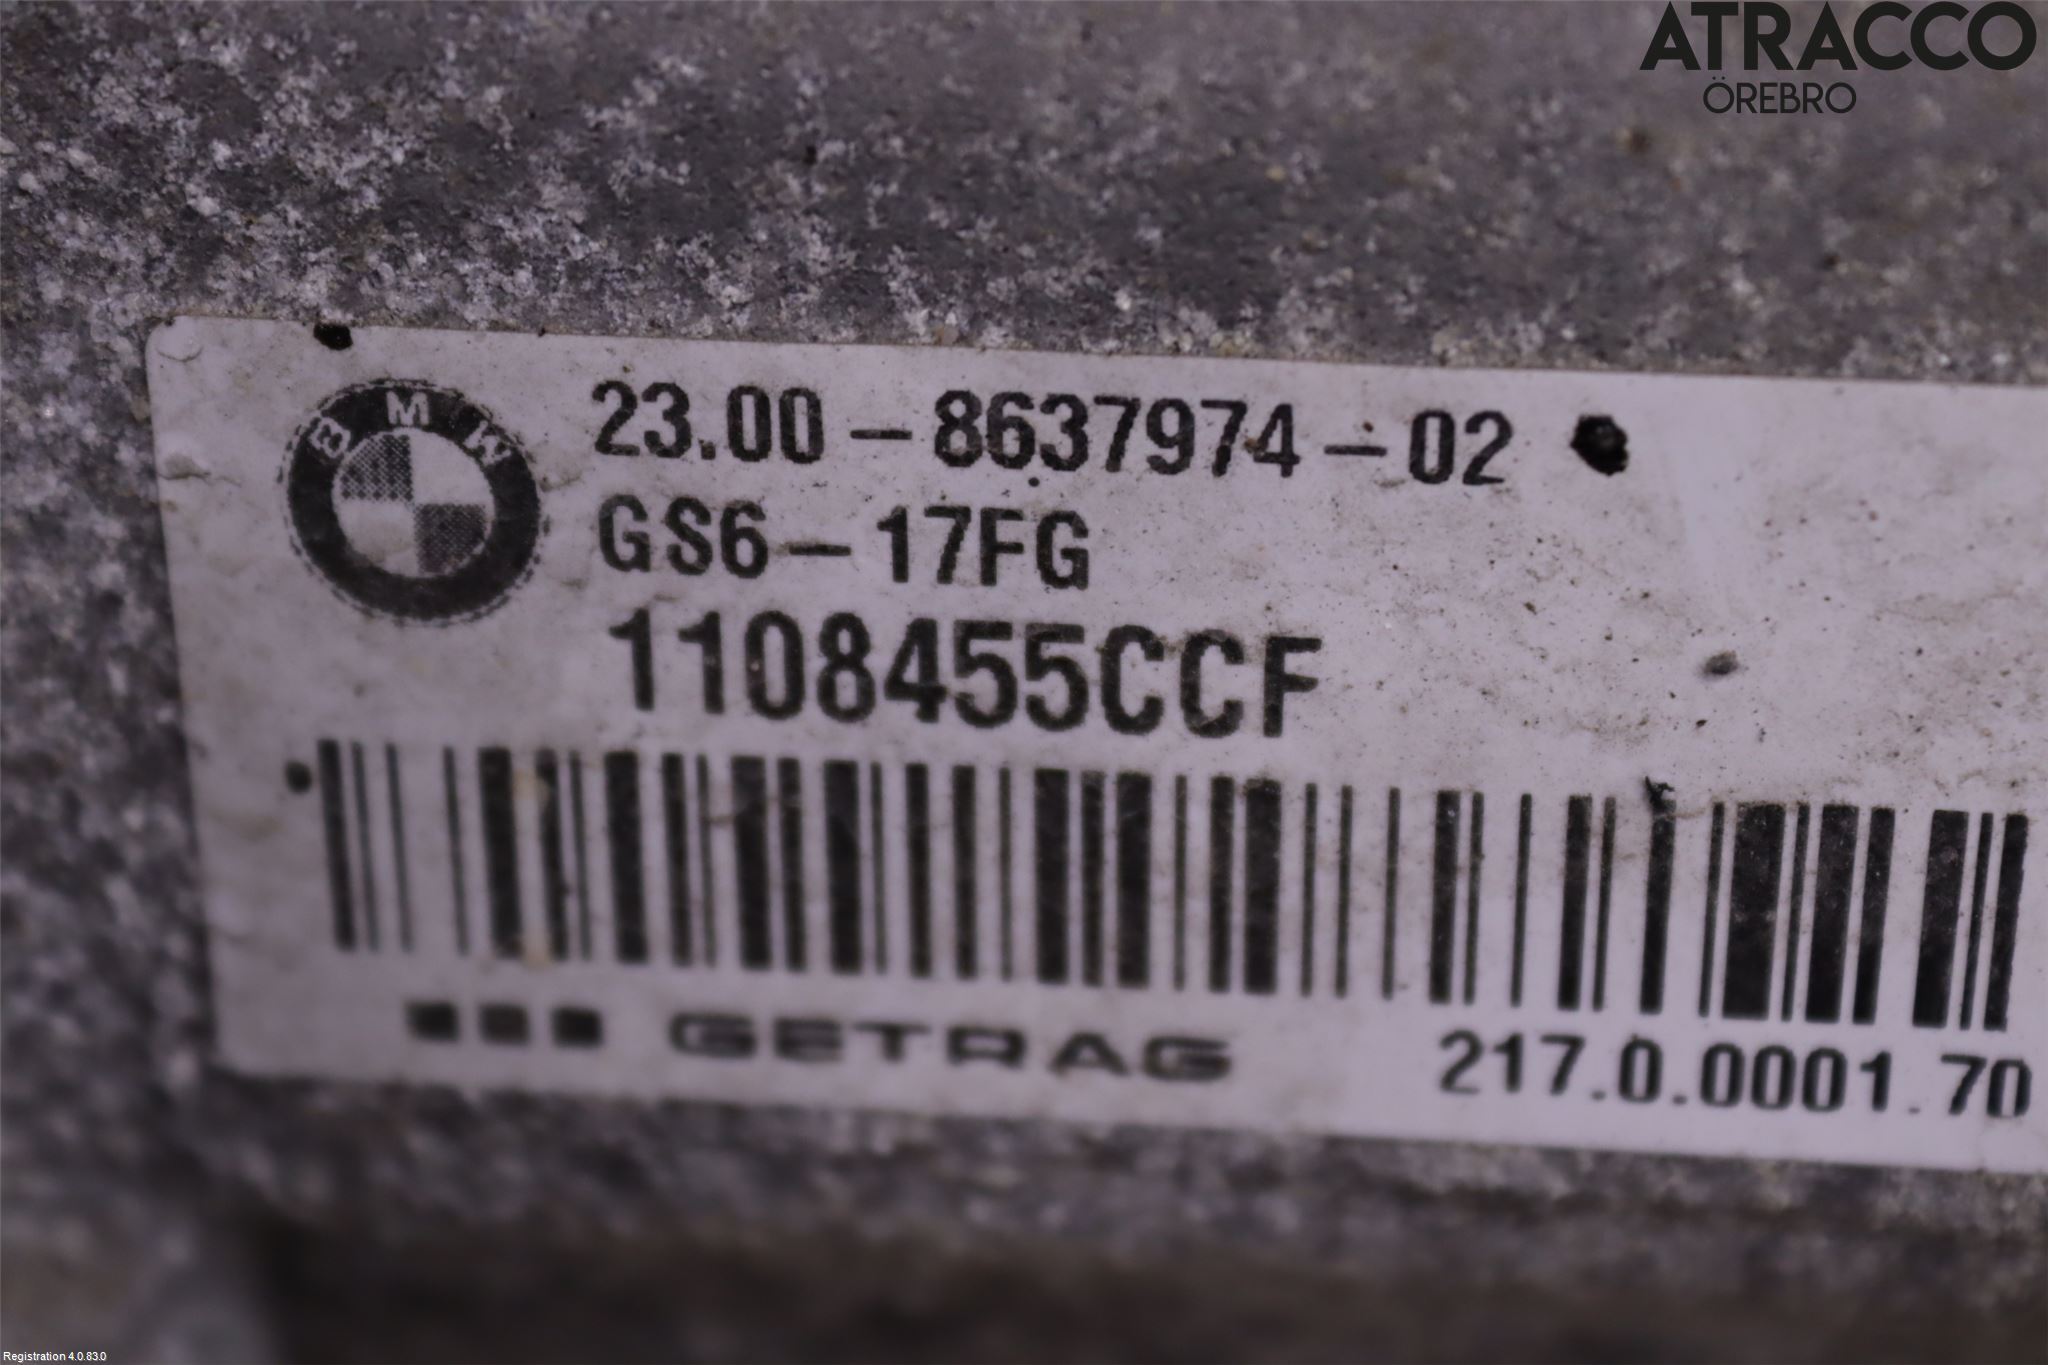 ATRACCO
ÖREBRO
BMW
23.00-8637974-02
GS6-17FG
1108455CCF
GETRAG
217.0.0001.70
Registration 4.0.83.0